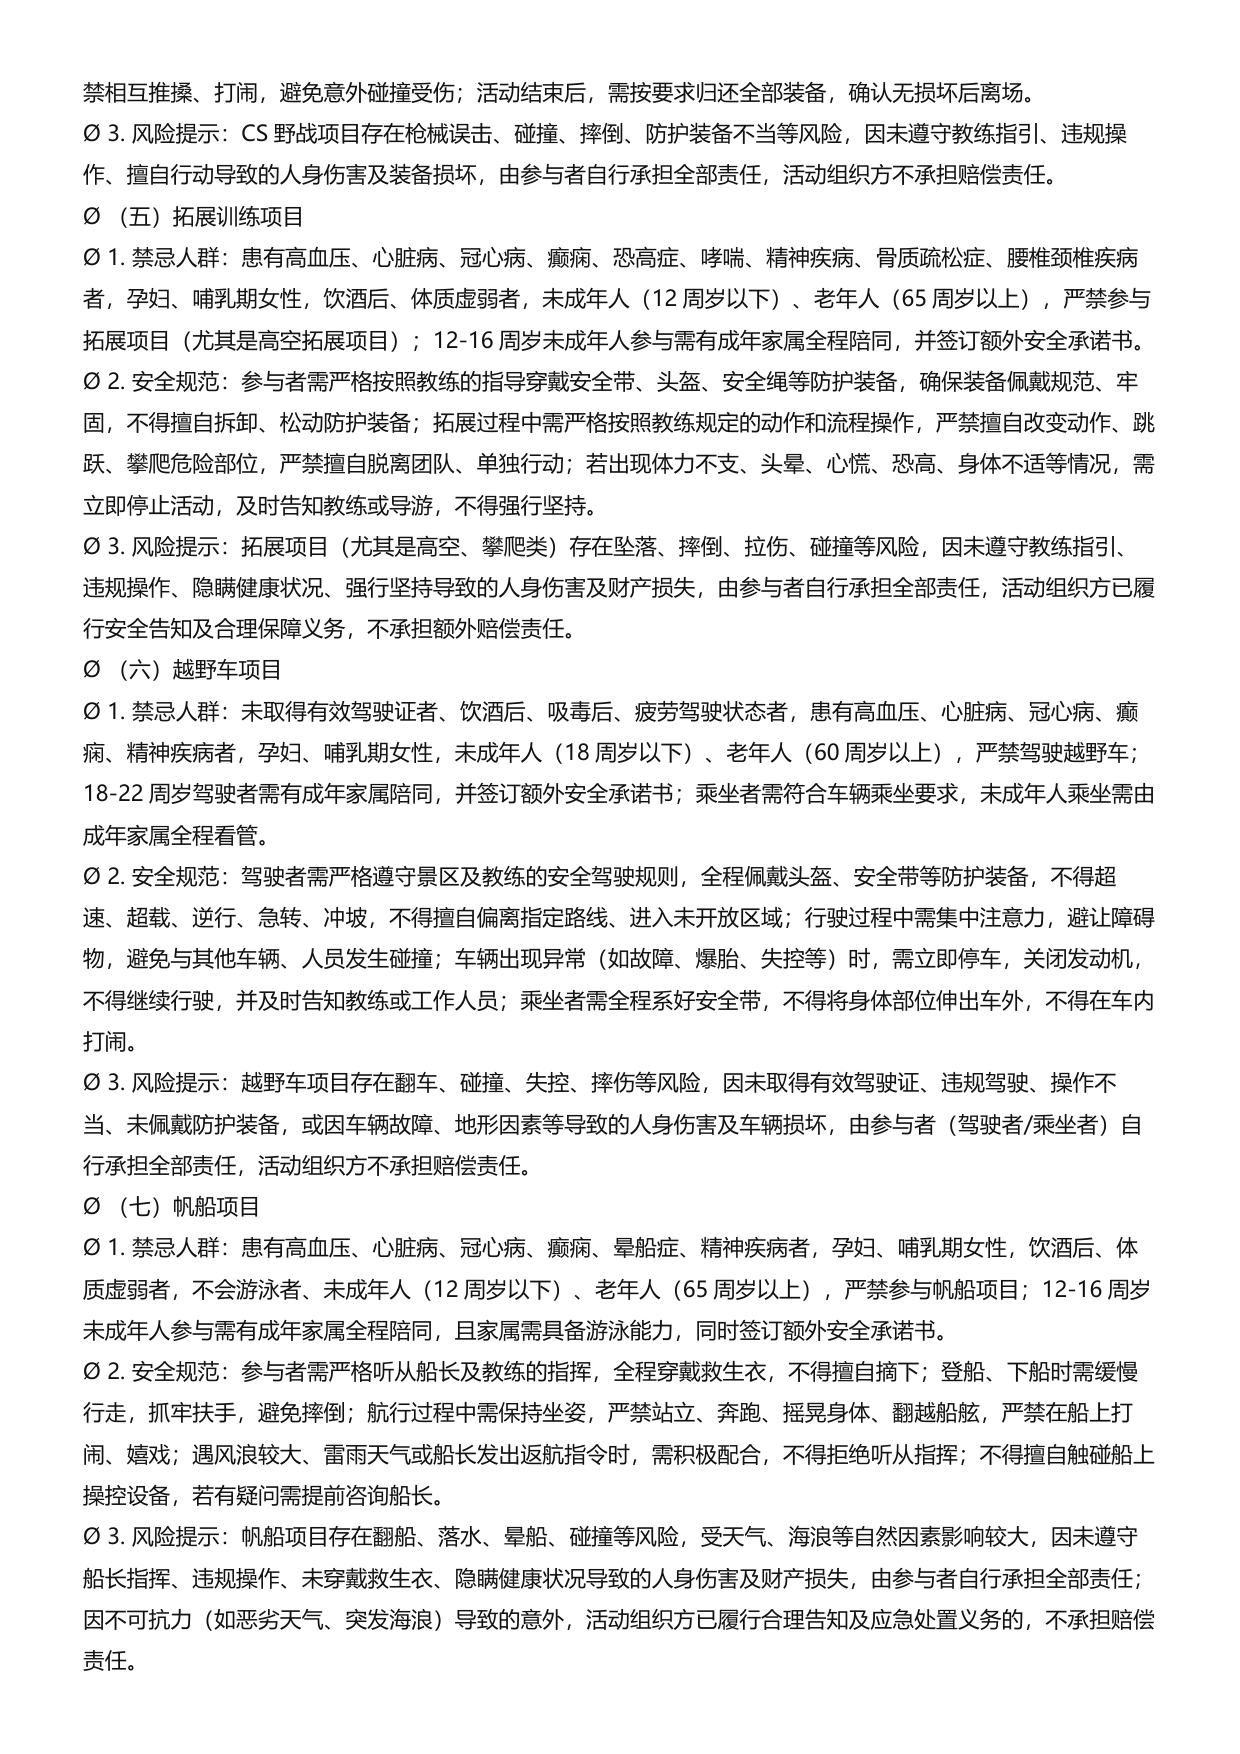 禁相互推搡、打闹，避免意外碰撞受伤；活动结束后，需按要求归还全部装备，确认无损坏后离场。
Ø 3. 风险提示：CS 野战项目存在枪械误击、碰撞、摔倒、防护装备不当等风险，因未遵守教练指引、违规操
作、擅自行动导致的人身伤害及装备损坏，由参与者自行承担全部责任，活动组织方不承担赔偿责任。
Ø （五）拓展训练项目
Ø 1. 禁忌人群：患有高血压、心脏病、冠心病、癫痫、恐高症、哮喘、精神疾病、骨质疏松症、腰椎颈椎疾病
者，孕妇、哺乳期女性，饮酒后、体质虚弱者，未成年人（12 周岁以下）、老年人（65 周岁以上），严禁参与
拓展项目（尤其是高空拓展项目）；12-16 周岁未成年人参与需有成年家属全程陪同，并签订额外安全承诺书。
Ø 2. 安全规范：参与者需严格按照教练的指导穿戴安全带、头盔、安全绳等防护装备，确保装备佩戴规范、牢
固，不得擅自拆卸、松动防护装备；拓展过程中需严格按照教练规定的动作和流程操作，严禁擅自改变动作、跳
跃、攀爬危险部位，严禁擅自脱离团队、单独行动；若出现体力不支、头晕、心慌、恐高、身体不适等情况，需
立即停止活动，及时告知教练或导游，不得强行坚持。
Ø 3. 风险提示：拓展项目（尤其是高空、攀爬类）存在坠落、摔倒、拉伤、碰撞等风险，因未遵守教练指引、
违规操作、隐瞒健康状况、强行坚持导致的人身伤害及财产损失，由参与者自行承担全部责任，活动组织方已履
行安全告知及合理保障义务，不承担额外赔偿责任。
Ø （六）越野车项目
Ø 1. 禁忌人群：未取得有效驾驶证者、饮酒后、吸毒后、疲劳驾驶状态者，患有高血压、心脏病、冠心病、癫
痫、精神疾病者，孕妇、哺乳期女性，未成年人（18 周岁以下）、老年人（60 周岁以上），严禁驾驶越野车；
18-22 周岁驾驶者需有成年家属陪同，并签订额外安全承诺书；乘坐者需符合车辆乘坐要求，未成年人乘坐需由
成年家属全程看管。
Ø 2. 安全规范：驾驶者需严格遵守景区及教练的安全驾驶规则，全程佩戴头盔、安全带等防护装备，不得超
速、超载、逆行、急转、冲坡，不得擅自偏离指定路线、进入未开放区域；行驶过程中需集中注意力，避让障碍
物，避免与其他车辆、人员发生碰撞；车辆出现异常（如故障、爆胎、失控等）时，需立即停车，关闭发动机，
不得继续行驶，并及时告知教练或工作人员；乘坐者需全程系好安全带，不得将身体部位伸出车外，不得在车内
打闹。
Ø 3. 风险提示：越野车项目存在翻车、碰撞、失控、摔伤等风险，因未取得有效驾驶证、违规驾驶、操作不
当、未佩戴防护装备，或因车辆故障、地形因素等导致的人身伤害及车辆损坏，由参与者（驾驶者/乘坐者）自
行承担全部责任，活动组织方不承担赔偿责任。
Ø （七）帆船项目
Ø 1. 禁忌人群：患有高血压、心脏病、冠心病、癫痫、晕船症、精神疾病者，孕妇、哺乳期女性，饮酒后、体
质虚弱者，不会游泳者、未成年人（12 周岁以下）、老年人（65 周岁以上），严禁参与帆船项目；12-16 周岁
未成年人参与需有成年家属全程陪同，且家属需具备游泳能力，同时签订额外安全承诺书。
Ø 2. 安全规范：参与者需严格听从船长及教练的指挥，全程穿戴救生衣，不得擅自摘下；登船、下船时需缓慢
行走，抓牢扶手，避免摔倒；航行过程中需保持坐姿，严禁站立、奔跑、摇晃身体、翻越船舷，严禁在船上打
闹、嬉戏；遇风浪较大、雷雨天气或船长发出返航指令时，需积极配合，不得拒绝听从指挥；不得擅自触碰船上
操控设备，若有疑问需提前咨询船长。
Ø 3. 风险提示：帆船项目存在翻船、落水、晕船、碰撞等风险，受天气、海浪等自然因素影响较大，因未遵守
船长指挥、违规操作、未穿戴救生衣、隐瞒健康状况导致的人身伤害及财产损失，由参与者自行承担全部责任；
因不可抗力（如恶劣天气、突发海浪）导致的意外，活动组织方已履行合理告知及应急处置义务的，不承担赔偿
责任。